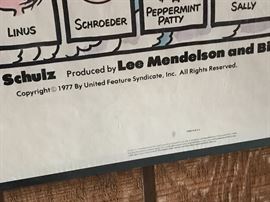 LINUS
SCHROEDER
PEPPERMINT
PATTY
SALLY
Schulz Produced by Lee Mendelson and Bi
Copyright © 1977 By United Feature Syndicate, Inc. All Rights Reserved.